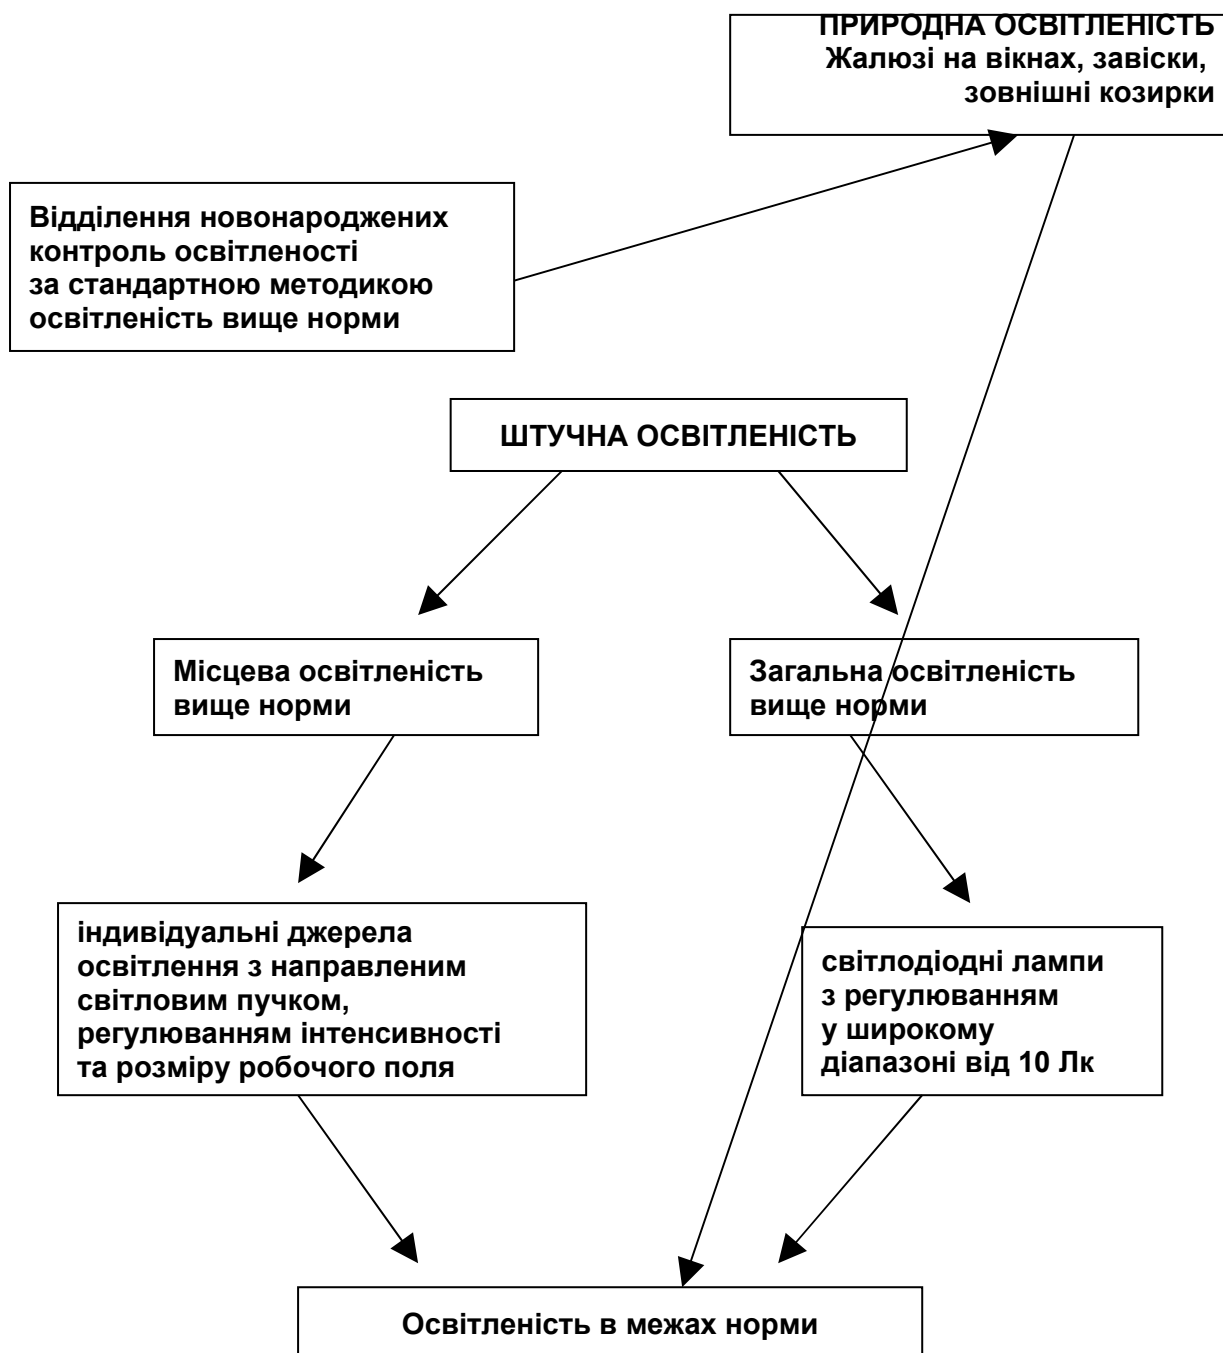 ПРИРОДНА ОСВІТЛЕНІСТЬ
Жалюзі на вікнах, завіски,
зовнішні козирки
Відділення новонароджених
контроль освітленості
за стандартною методикою
освітленість вище норми
ШТУЧНА ОСВІТЛЕНІСТЬ
Місцева освітленість
вище норми
Загальна освітленість
вище норми
індивідуальні джерела
освітлення з направленим
світловим пучком,
регулюванням інтенсивності
та розміру робочого поля
світлодіодні лампи
з регулюванням
у широкому
діапазоні від 10 Лк
Освітленість в межах норми